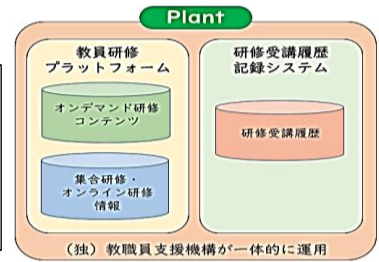 Plant
教員研修
プラットフォーム
オンデマンド研修
コンテンツ
集合研修・
オンライン研修
情報
研修受講履歴
記録システム
研修受講履歴
（独）教職員支援機構が一体的に運用